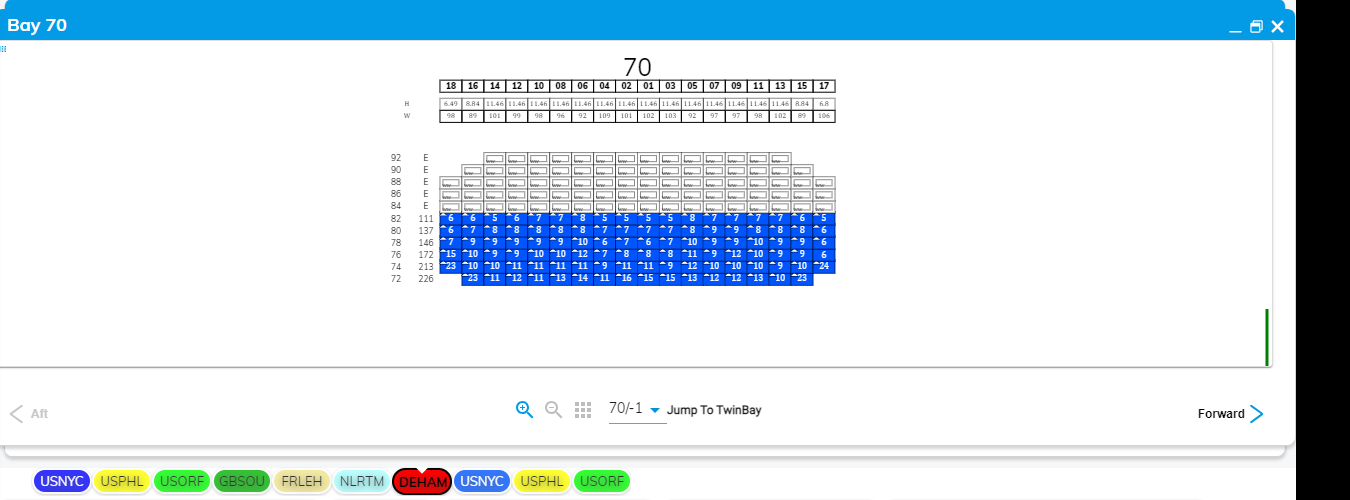 Bay 70
70
18 16 14 12 10 08 06 04 02 01 03 05 07 09 11 13 15 17
H 6.49 8.84 11.46 11.46 11.46 11.46 11.46 11.46 11.46 11.46 11.46 11.46 11.46 11.46 11.46 11.46 8.84 6.8
W 98 89 101 99 98 96 92 109 101 102 103 92 97 97 98 102 89 106
92 E
90 E
88 E
86 E
84 E
82 111 6 6 5 6 7 7 8 5 5 5 5 8 7 7 7 7 6 5
80 137 6 7 8 8 8 8 8 7 7 7 7 8 9 9 8 8 8 6
78 146 7 9 9 9 9 9 10 6 7 6 7 10 9 9 10 9 9 6
76 172 15 10 9 9 10 10 12 7 8 8 8 11 9 12 10 9 9 6
74 213 23 10 10 11 11 11 11 9 11 11 9 12 10 10 10 9 10 24
72 226 23 11 12 11 13 14 11 16 15 15 13 12 12 13 10 23
Aft 70/-1 Jump To TwinBay Forward
USNYC USPHL USORF GBSOU FRLEH NLRTM DEHAM USNYC USPHL USORF